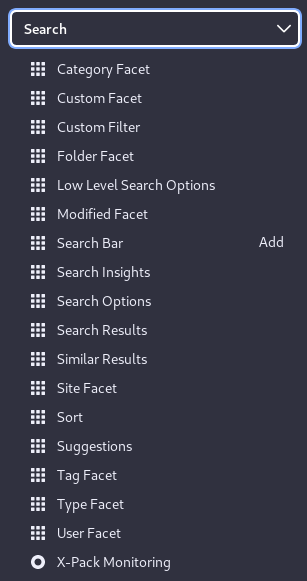 Search
Category Facet
Custom Facet
Custom Filter
Folder Facet
Low Level Search Options
Modified Facet
Search Bar Add
Search Insights
Search Options
Search Results
Similar Results
Site Facet
Sort
Suggestions
Tag Facet
Type Facet
User Facet
X-Pack Monitoring